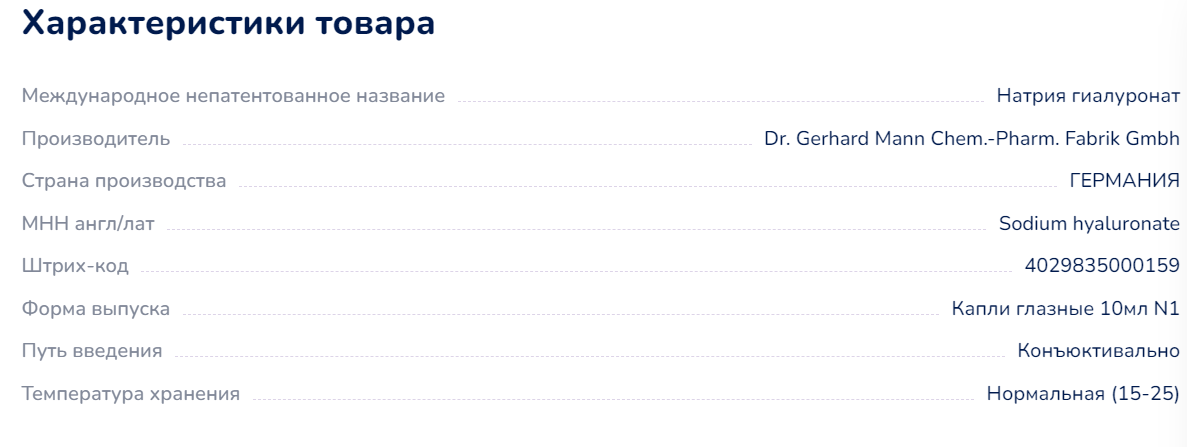 Характеристики товара
Международное непатентованное название Натрия гиалуронат
Производитель Dr. Gerhard Mann Chem.-Pharm. Fabrik Gmbh
Страна производства ГЕРМАНИЯ
МНН англ/лат Sodium hyaluronate
Штрих-код 4029835000159
Форма выпуска Капли глазные 10мл N1
Путь введения Конъюктивально
Температура хранения Нормальная (15-25)